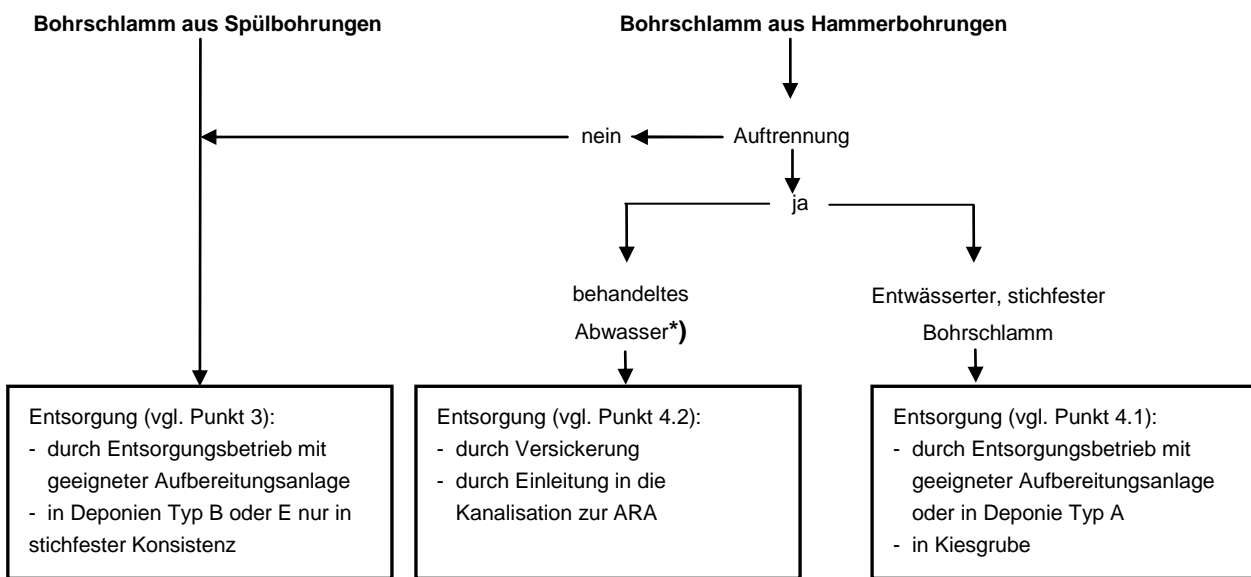 Bohrschlamm aus Spülbohrungen
Bohrschlamm aus Hammerbohrungen
nein
Auftrennung
ja
behandeltes
Abwasser*)
Entwässerter, stichfester
Bohrschlamm
Entsorgung (vgl. Punkt 3):
- durch Entsorgungsbetrieb mit
geeigneter Aufbereitungsanlage
- in Deponien Typ B oder E nur in
stichfester Konsistenz
Entsorgung (vgl. Punkt 4.2):
- durch Versickerung
- durch Einleitung in die
Kanalisation zur ARA
Entsorgung (vgl. Punkt 4.1):
- durch Entsorgungsbetrieb mit
geeigneter Aufbereitungsanlage
oder in Deponie Typ A
- in Kiesgrube